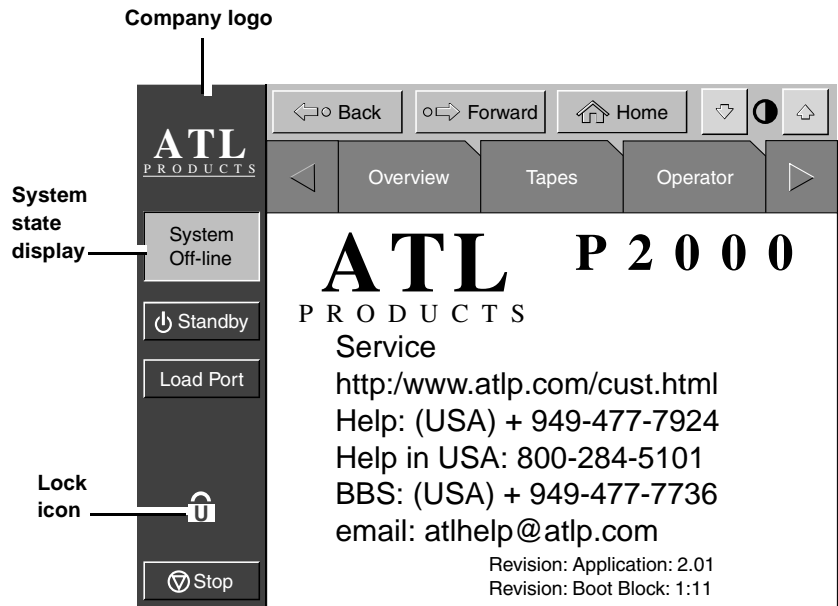 Company logo
Back
Forward
Home
ATL
PRODUCTS
Overview
Tapes
Operator
System
state
display
System
Off-line
ATL
P2000
PRODUCTS
Standby
Service
http:/www.atlp.com/cust.html
Load Port
Help: (USA) + 949-477-7924
Help in USA: 800-284-5101
BBS: (USA) + 949-477-7736
email: atlhelp@atlp.com
Lock
icon
U
Revision: Application: 2.01
Revision: Boot Block: 1:11
Stop